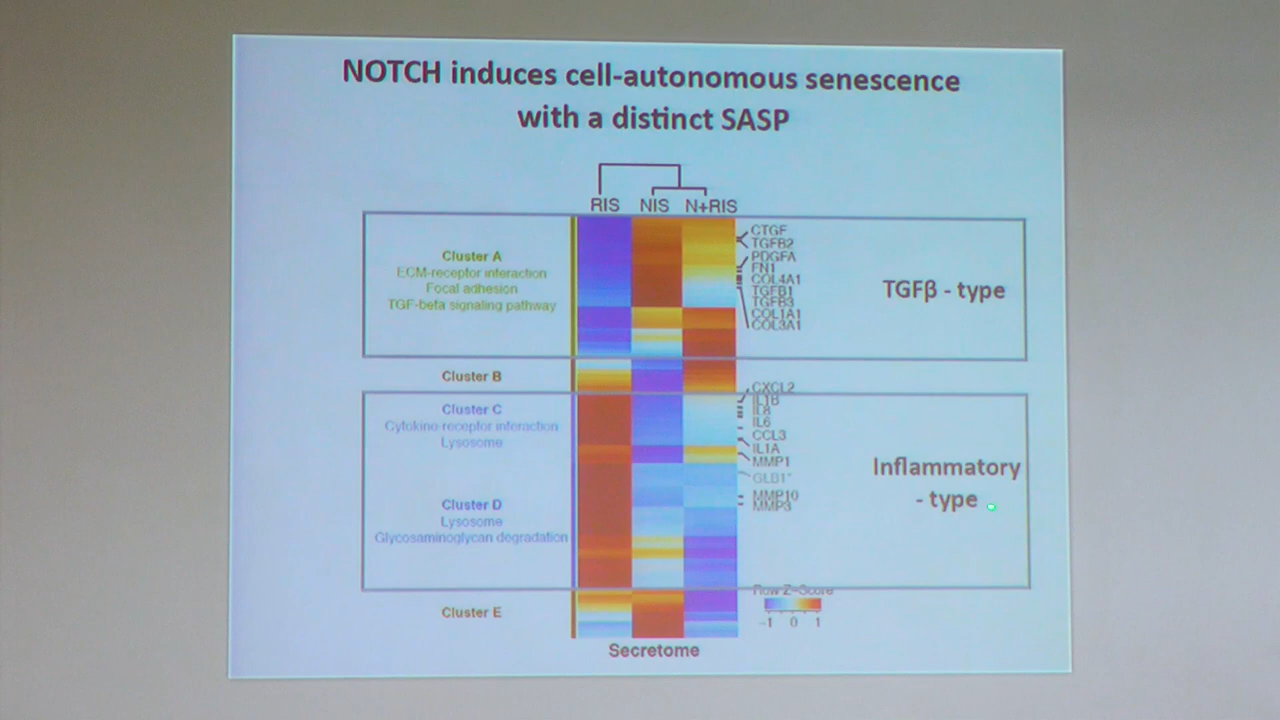 NOTCH induces cell-autonomous senescence
with a distinct SASP
RIS NIS N+RIS
Cluster A
ECM-receptor interaction
Focal adhesion
TGF-beta signaling pathway
CTGF
TGFB2
PDGFA
FN1
COL4A1
TGFB1
TGFB3
COL1A1
COL3A1
TGFβ - type
Cluster B
Cluster C
Cytokine-receptor interaction
Lysosome
CXCL2
IL1B
IL8
IL6
CCL3
IL1A
MMP1
GLB1*
MMP10
MMP3
Inflammatory
- type
Cluster D
Lysosome
Glycosaminoglycan degradation
Cluster E
Row Z-Score
-1 0 1
Secretome